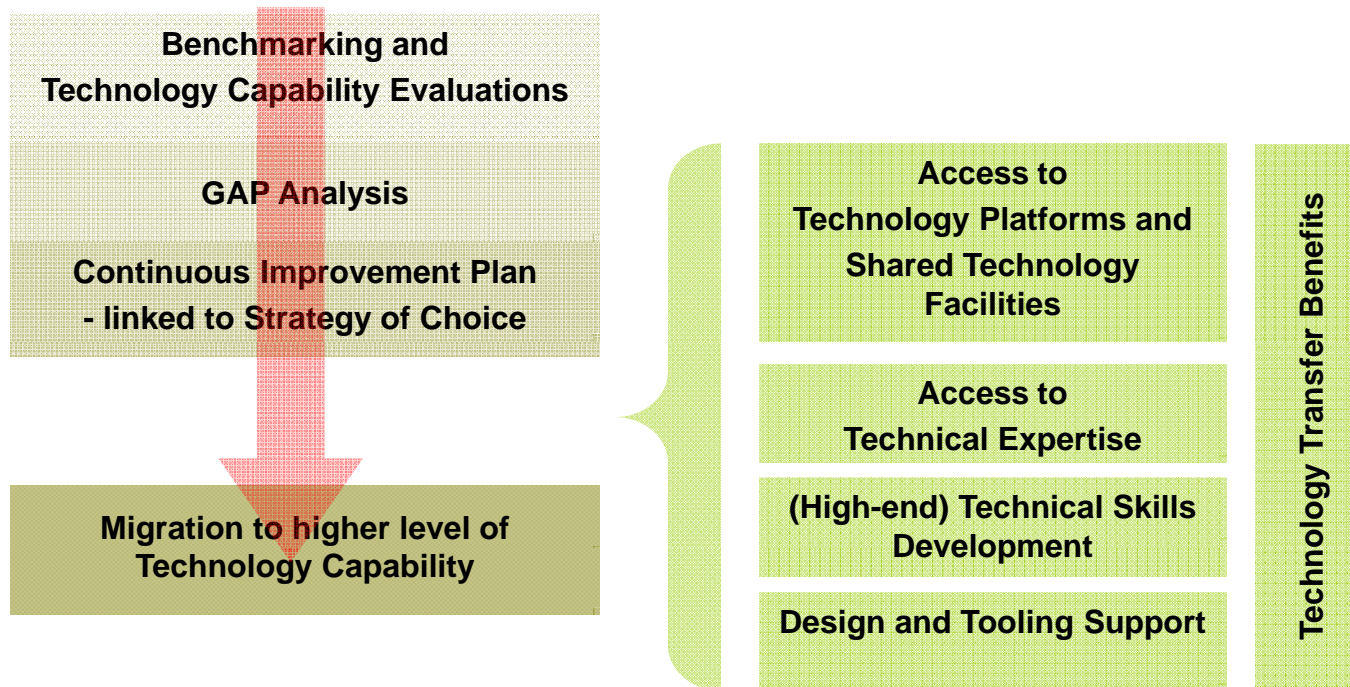 Benchmarking and
Technology Capability Evaluations
GAP Analysis
Continuous Improvement Plan
- linked to Strategy of Choice
Migration to higher level of
Technology Capability
Access to
Technology Platforms and
Shared Technology
Facilities
Access to
Technical Expertise
(High-end) Technical Skills
Development
Design and Tooling Support
Technology Transfer Benefits